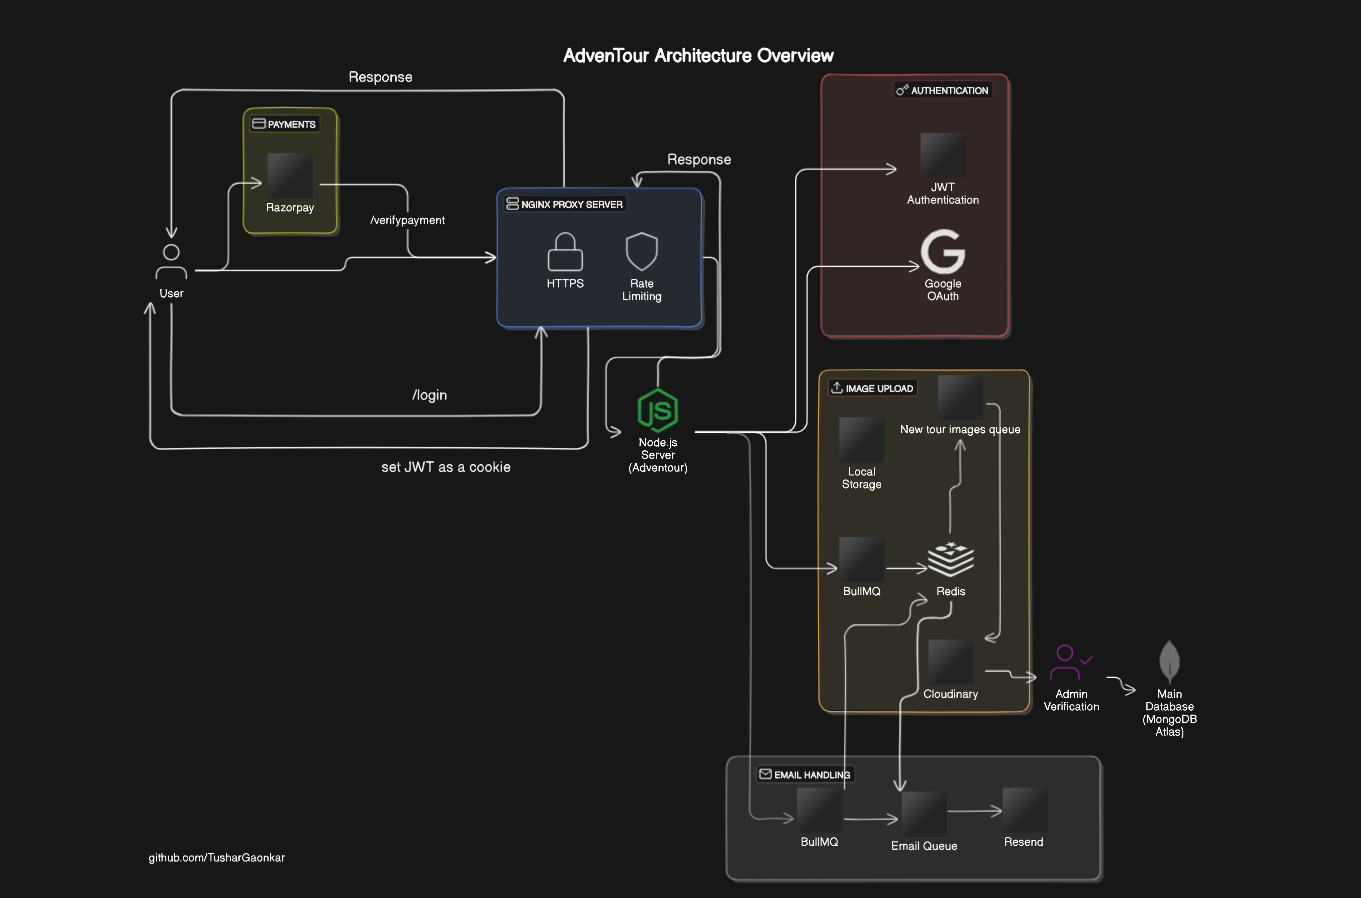 AdvenTour Architecture Overview
Response
PAYMENTS
Razorpay
/verifypayment
User
Response
NGINX PROXY SERVER
HTTPS
Rate
Limiting
/login
set JWT as a cookie
JS
Node.js
Server
(Adventour)
AUTHENTICATION
JWT
Authentication
G
Google
OAuth
IMAGE UPLOAD
New tour images queue
Local
Storage
BullMQ
Redis
Cloudinary
Admin
Verification
Main
Database
(MongoDB
Atlas)
EMAIL HANDLING
BullMQ
Email Queue
Resend
github.com/TusharGaonkar